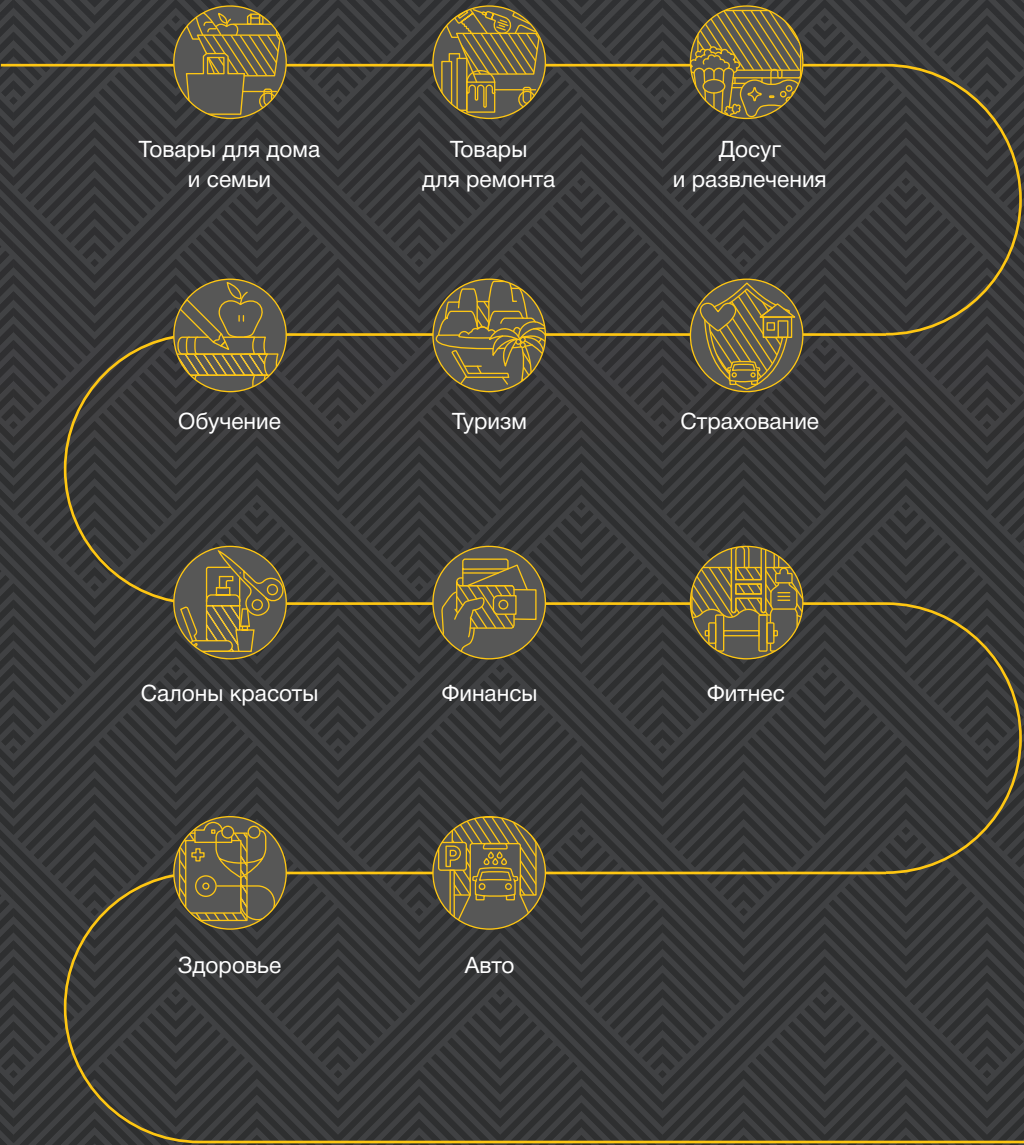 Товары для дома
и семьи
Товары
для ремонта
Досуг
и развлечения
Обучение
Туризм
Страхование
Салоны красоты
Финансы
Фитнес
P
Здоровье
Авто